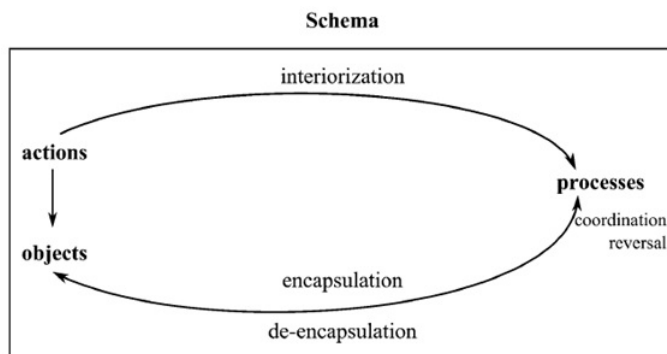 Schema
interiorization
actions
processes
coordination
reversal
objects
encapsulation
de-encapsulation